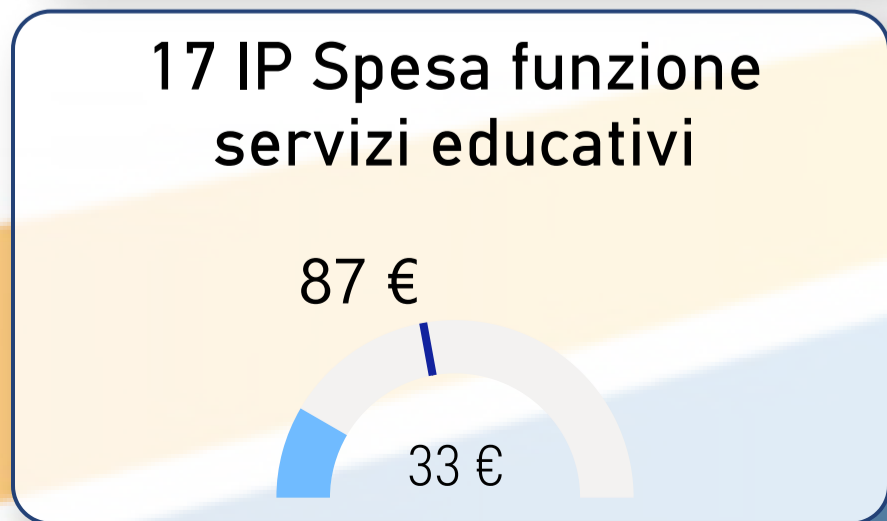 17 IP Spesa funzione
servizi educativi
87 €
33 €